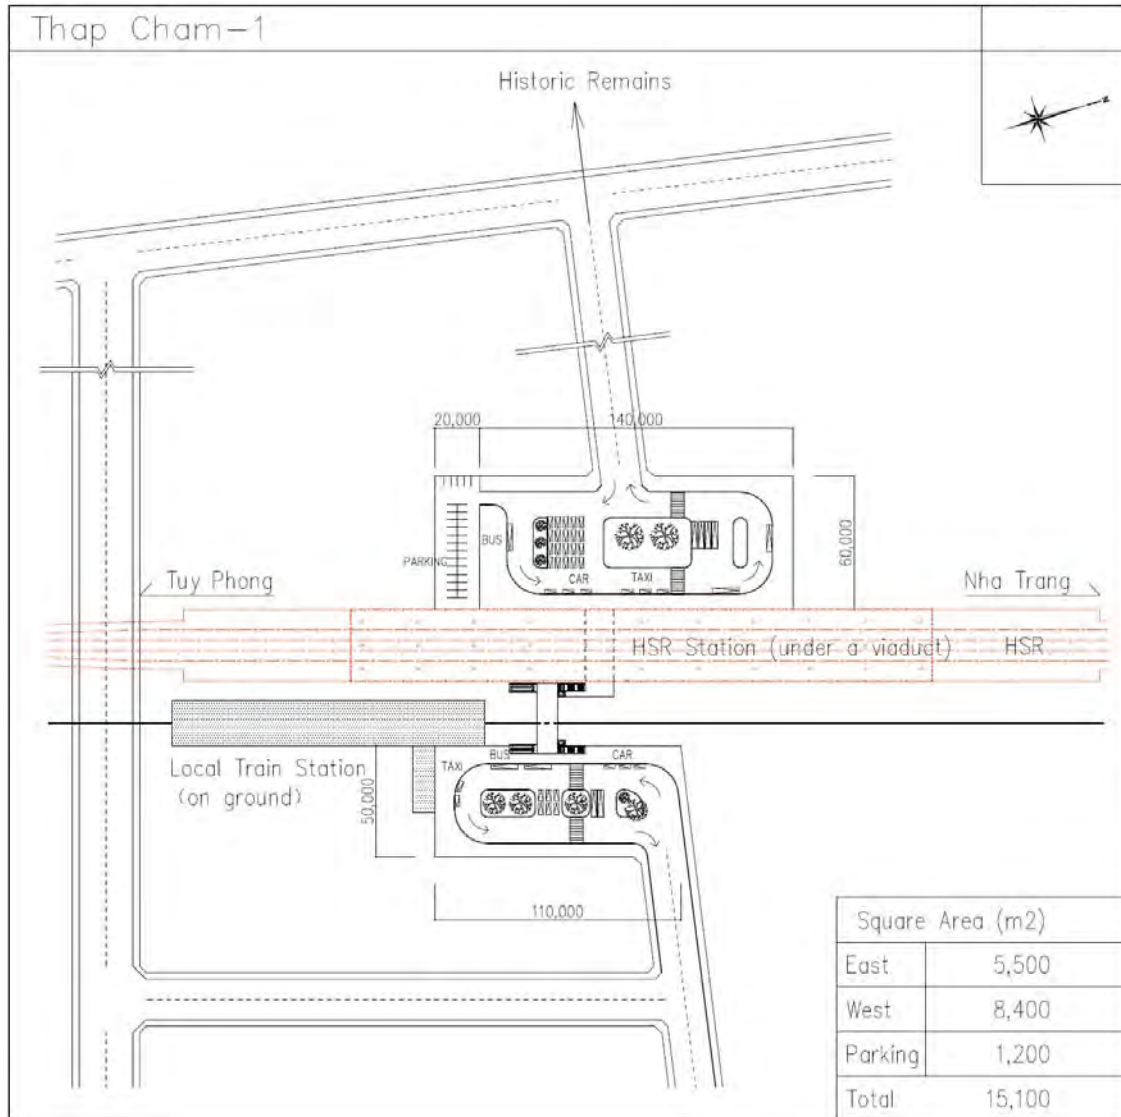 Thap Cham-1
Historic Remains
N
20,000
140,000
BUS
PARKING
CAR
TAXI
60,000
Tuy Phong
Nha Trang
HSR Station (under a viaduct)
HSR
Local Train Station
(on ground)
TAXI
BUS
CAR
50,000
110,000
Square Area (m2)
East 5,500
West 8,400
Parking 1,200
Total 15,100